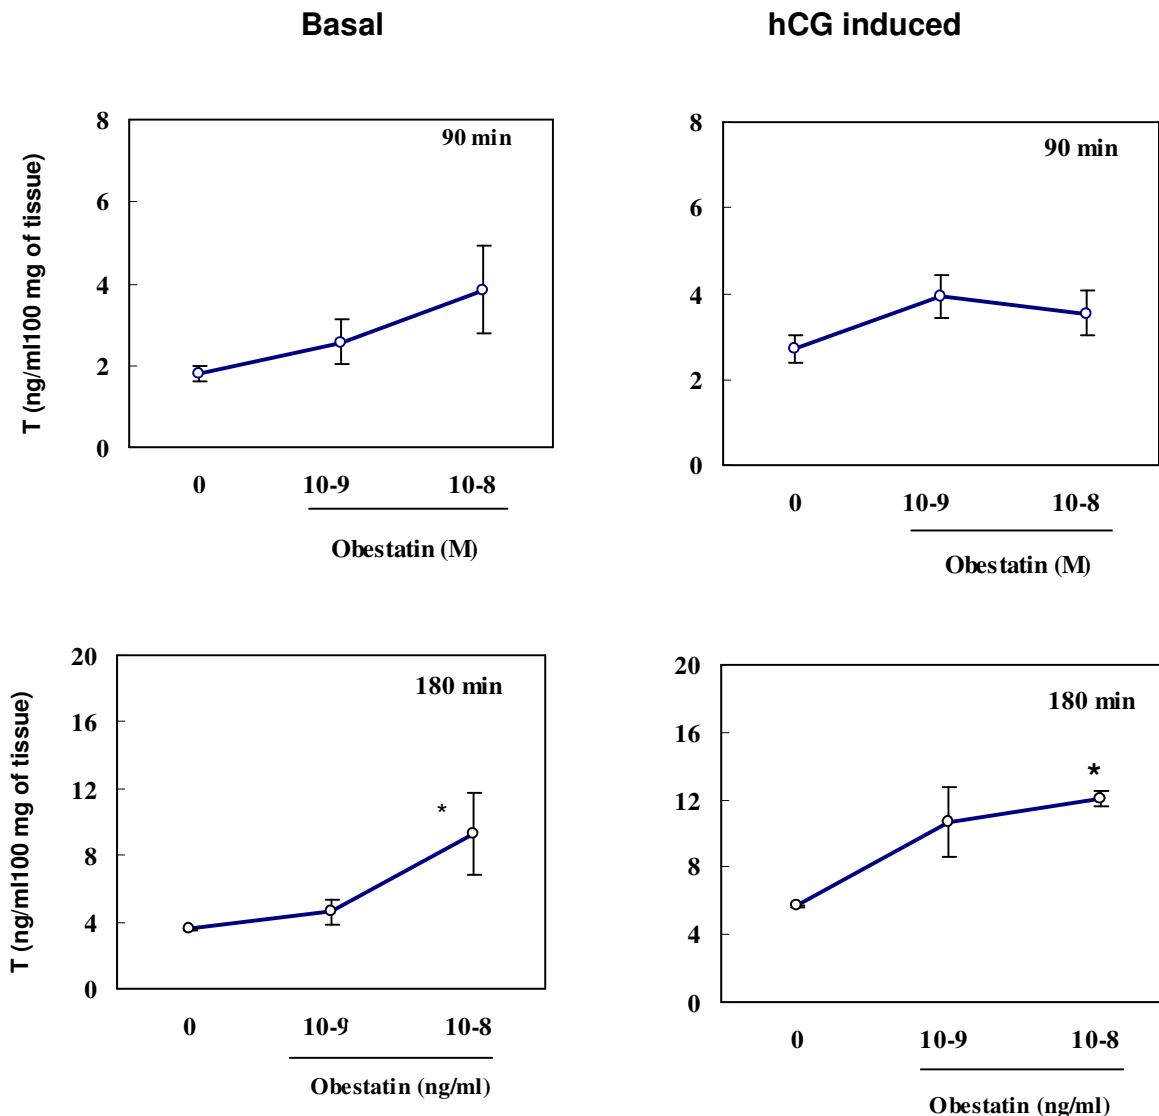 Basal
hCG induced
T (ng/ml100 mg of tissue)
8
6
4
2
0
90 min
0 10-9 10-8
Obestatin (M)
8
6
4
2
0
90 min
0 10-9 10-8
Obestatin (M)
T (ng/ml100 mg of tissue)
20
16
12
8
4
0
180 min
*
0 10-9 10-8
Obestatin (ng/ml)
20
16
12
8
4
0
180 min
*
0 10-9 10-8
Obestatin (ng/ml)